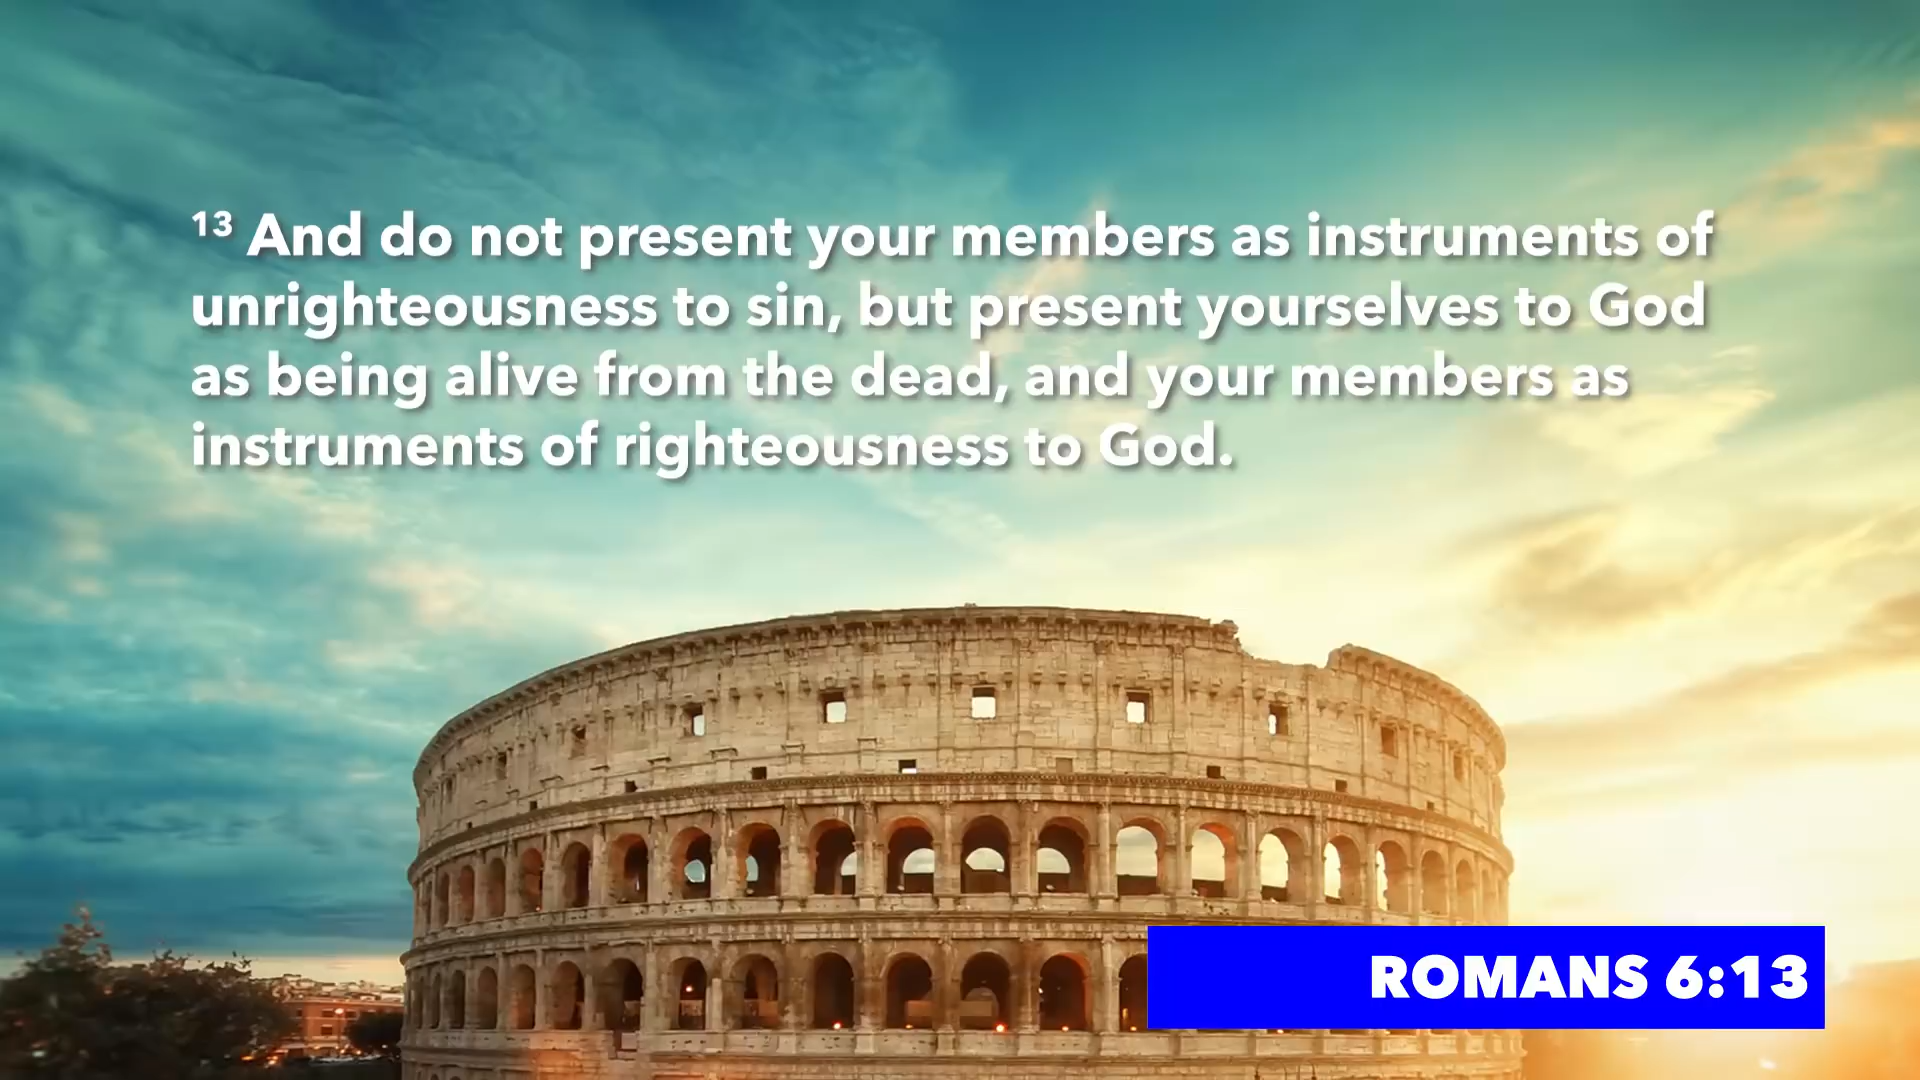 13 And do not present your members as instruments of
unrighteousness to sin, but present yourselves to God
as being alive from the dead, and your members as
instruments of righteousness to God.
ROMANS 6:13